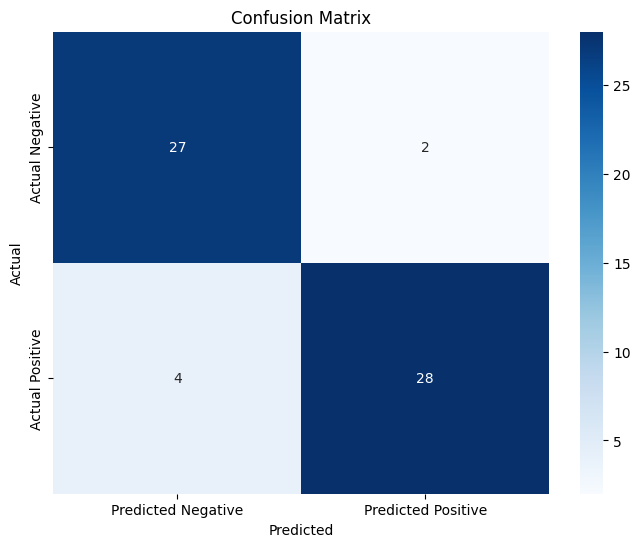 Confusion Matrix
Actual
Actual Negative
Actual Positive
27
2
4
28
Predicted Negative
Predicted Positive
Predicted
25
20
15
10
5